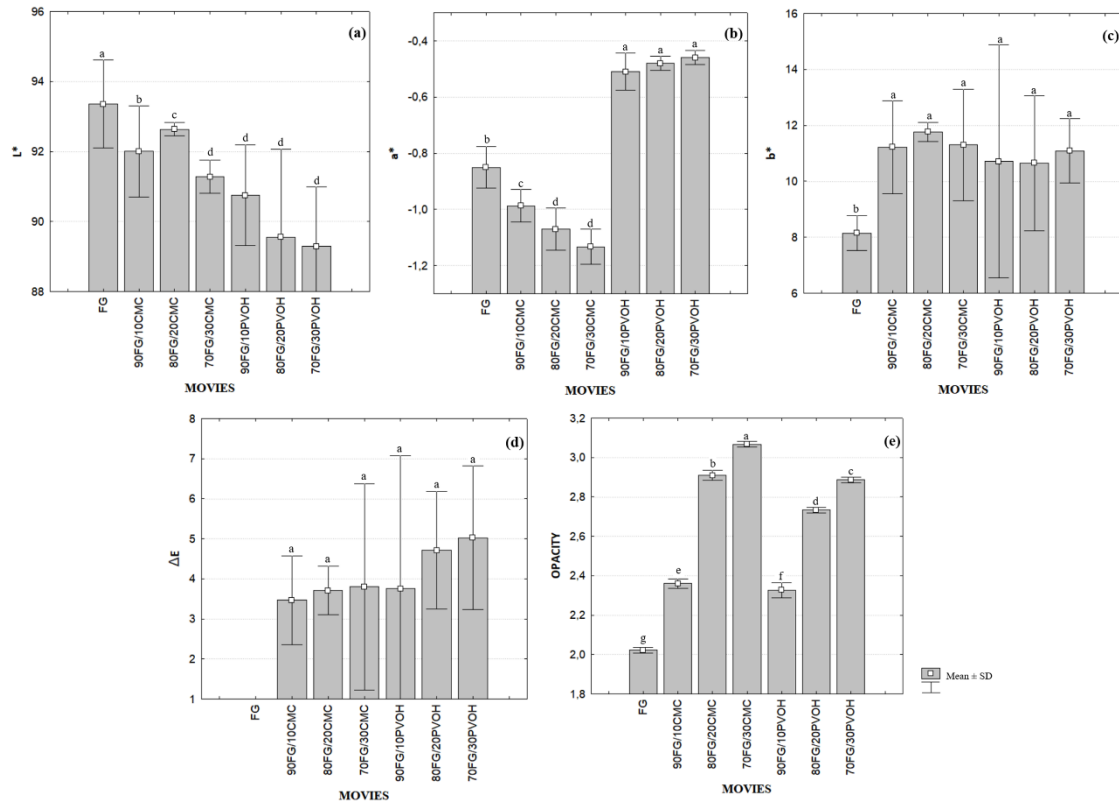 (a)
96
94
92
90
88
L*
a
b
c
d
d
d
d
FG
90FG/10CMC
80FG/20CMC
70FG/30CMC
90FG/10PVOH
80FG/20PVOH
70FG/30PVOH
MOVIES
(b)
-0,4
-0,6
-0,8
-1,0
-1,2
a*
b
c
d
d
a
a
a
FG
90FG/10CMC
80FG/20CMC
70FG/30CMC
90FG/10PVOH
80FG/20PVOH
70FG/30PVOH
MOVIES
(c)
16
14
12
10
8
6
b*
b
a
a
a
a
a
a
FG
90FG/10CMC
80FG/20CMC
70FG/30CMC
90FG/10PVOH
80FG/20PVOH
70FG/30PVOH
MOVIES
(d)
8
7
6
5
4
3
2
1
ΔE
a
a
a
a
a
a
FG
90FG/10CMC
80FG/20CMC
70FG/30CMC
90FG/10PVOH
80FG/20PVOH
70FG/30PVOH
MOVIES
(e)
3,2
3,0
2,8
2,6
2,4
2,2
2,0
1,8
OPACITY
g
e
b
a
f
d
c
FG
90FG/10CMC
80FG/20CMC
70FG/30CMC
90FG/10PVOH
80FG/20PVOH
70FG/30PVOH
MOVIES
Mean ± SD